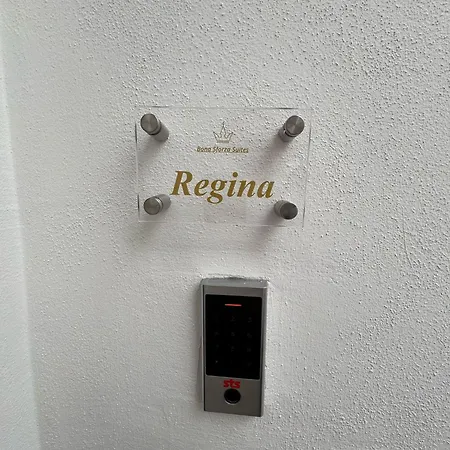 Bona Sforza Suites
Regina
sts